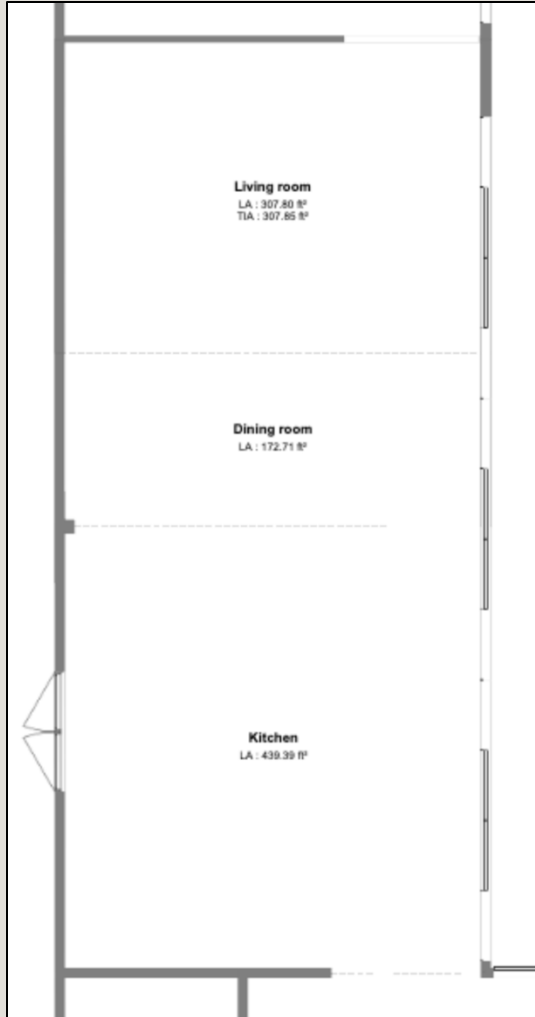 Living room
LA : 307.80 ft²
TIA : 307.85 ft²
Dining room
LA : 172.71 ft²
Kitchen
LA : 439.39 ft²